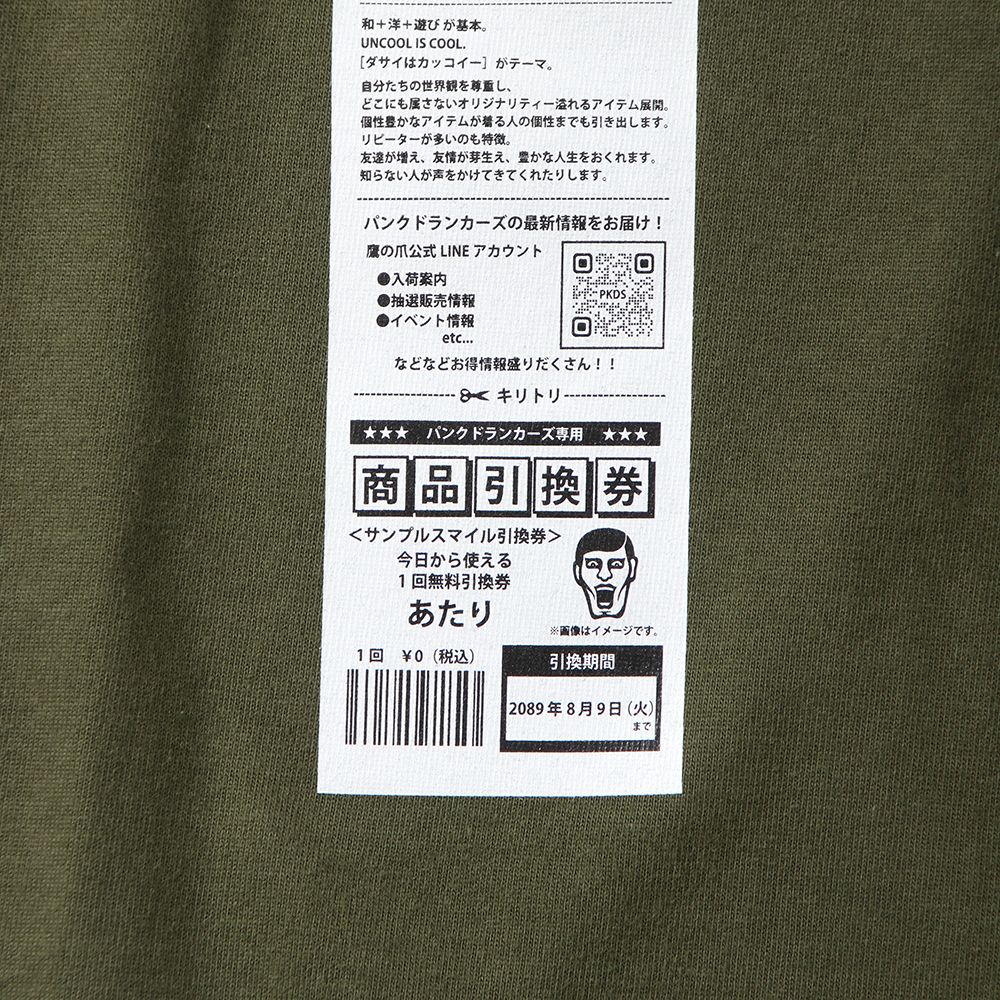 和＋洋＋遊び が基本。
UNCOOL IS COOL.
［ダサイはカッコイー］がテーマ。
自分たちの世界観を尊重し、
どこにも属さないオリジナリティー溢れるアイテム展開。
個性豊かなアイテムが着る人の個性までも引き出します。
リピーターが多いのも特徴。
友達が増え、友情が芽生え、豊かな人生をおくれます。
知らない人が声をかけてきてくれたりします。
パンクドランカーズの最新情報をお届け！
鷹の爪公式 LINE アカウント
●入荷案内
●抽選販売情報
●イベント情報
etc...
PKDS
などなどお得情報盛りだくさん！！
キリトリ
★★★ パンクドランカーズ専用 ★★★
商品引換券
＜サンプルスマイル引換券＞
今日から使える
1回無料引換券
あたり
※画像はイメージです。
1回 ¥0（税込）
引換期間
2089年8月9日（火）
まで